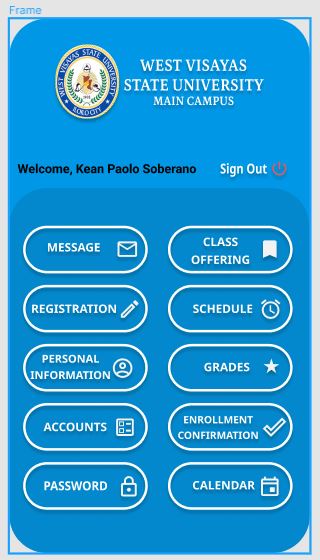 Frame
WEST VISAYAS
STATE UNIVERSITY
MAIN CAMPUS
WEST VISAYAS STATE UNIVERSITY
ILOILO CITY
Welcome, Kean Paolo Soberano
Sign Out
MESSAGE
CLASS
OFFERING
REGISTRATION
SCHEDULE
PERSONAL
INFORMATION
GRADES
ACCOUNTS
ENROLLMENT
CONFIRMATION
PASSWORD
CALENDAR